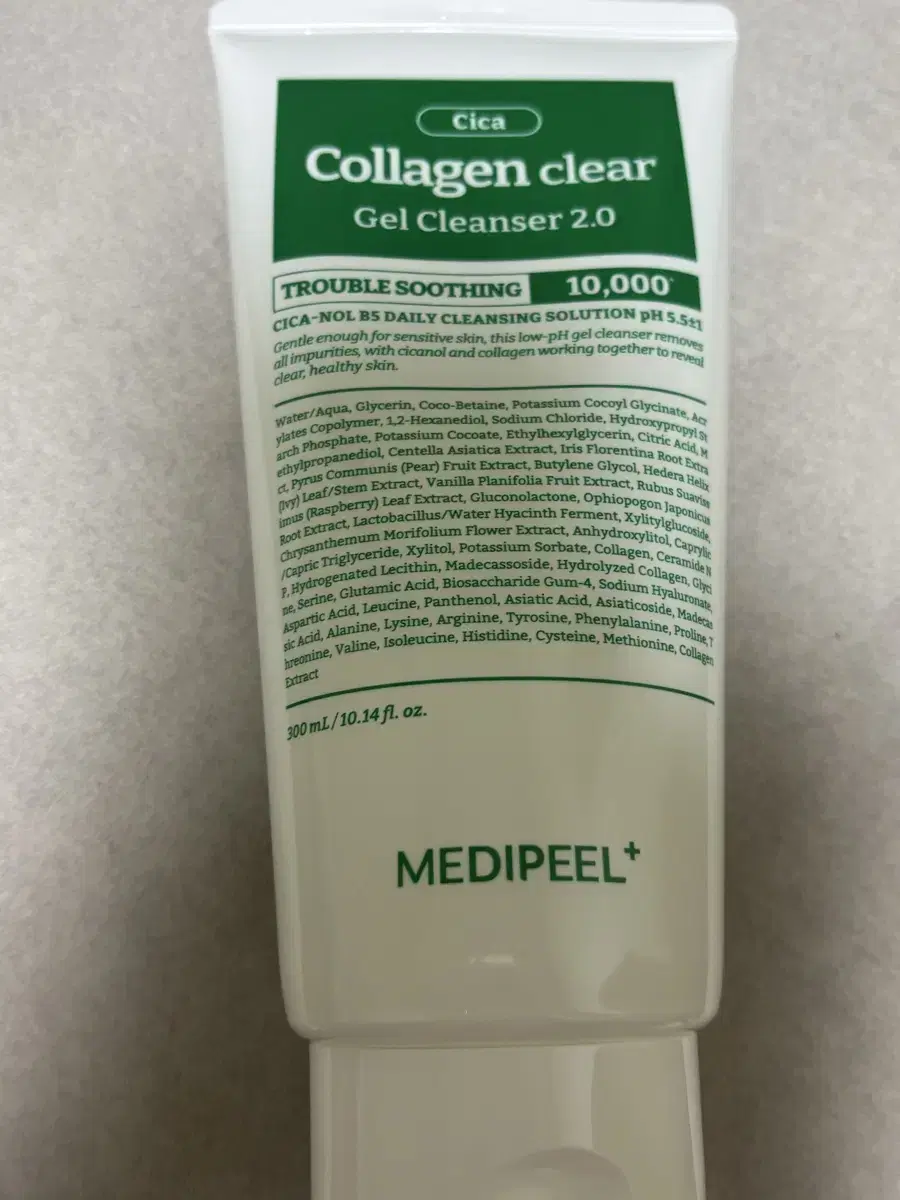 Cica
Collagen clear
Gel Cleanser 2.0
TROUBLE SOOTHING 10,000*
CICA-NOL B5 DAILY CLEANSING SOLUTION pH 5.5±1
Gentle enough for sensitive skin, this low-pH gel cleanser removes
all impurities, with cicanol and collagen working together to reveal
clear, healthy skin.
Water/Aqua, Glycerin, Coco-Betaine, Potassium Cocoyl Glycinate, Acr
ylates Copolymer, 1,2-Hexanediol, Sodium Chloride, Hydroxypropyl St
arch Phosphate, Potassium Cocoate, Ethylhexylglycerin, Citric Acid, M
ethylpropanediol, Centella Asiatica Extract, Iris Florentina Root Extra
ct, Pyrus Communis (Pear) Fruit Extract, Butylene Glycol, Hedera Helix
(Ivy) Leaf/Stem Extract, Vanilla Planifolia Fruit Extract, Rubus Suaviss
imus (Raspberry) Leaf Extract, Gluconolactone, Ophiopogon Japonicus
Root Extract, Lactobacillus/Water Hyacinth Ferment, Xylitylglucoside,
Chrysanthemum Morifolium Flower Extract, Anhydroxylitol, Caprylic
/Capric Triglyceride, Xylitol, Potassium Sorbate, Collagen, Ceramide N
P, Hydrogenated Lecithin, Madecassoside, Hydrolyzed Collagen, Glyci
ne, Serine, Glutamic Acid, Biosaccharide Gum-4, Sodium Hyaluronate,
Aspartic Acid, Leucine, Panthenol, Asiatic Acid, Asiaticoside, Madecas
sic Acid, Alanine, Lysine, Arginine, Tyrosine, Phenylalanine, Proline, T
hreonine, Valine, Isoleucine, Histidine, Cysteine, Methionine, Collagen
Extract
300 mL/10.14 fl. oz.
MEDIPEEL+